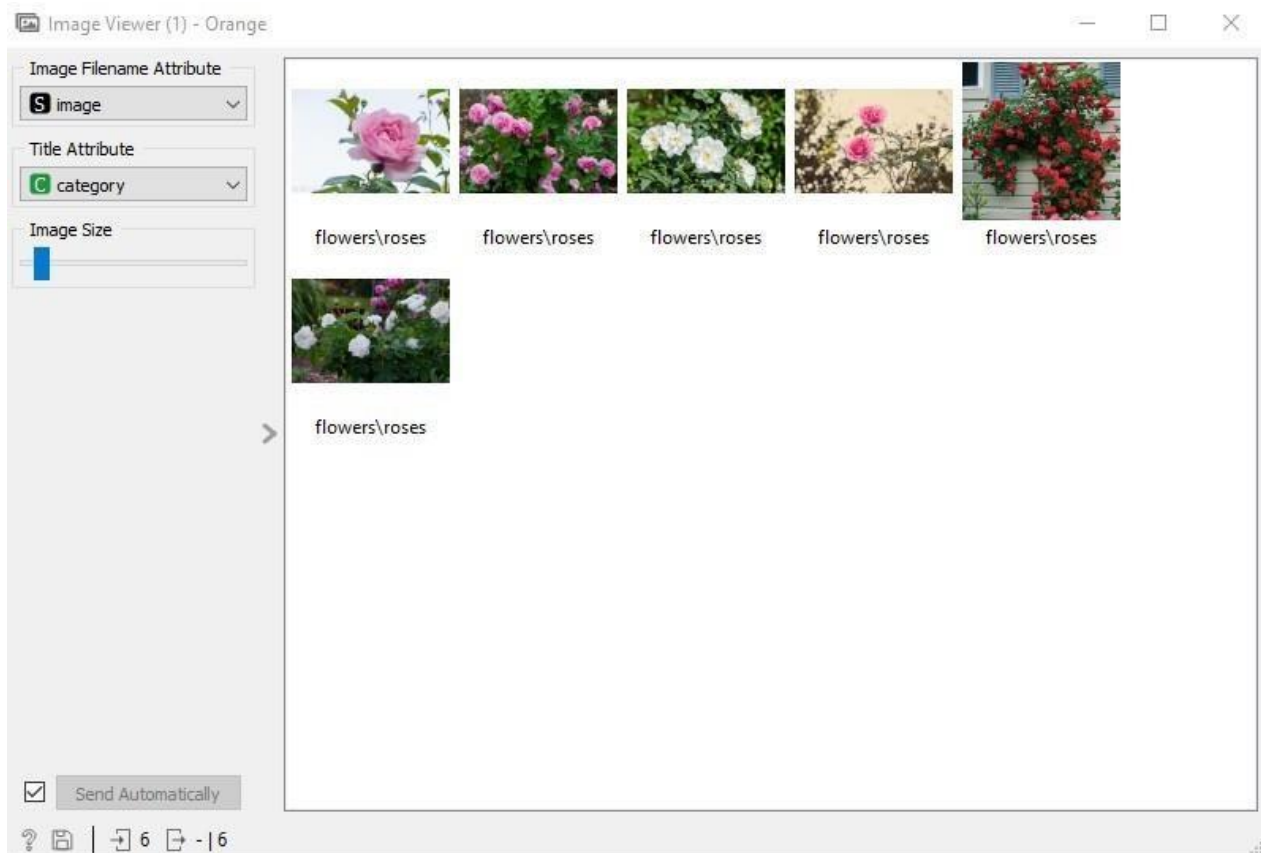 Image Viewer (1) - Orange
Image Filename Attribute
S image
Title Attribute
C category
Image Size
flowers\roses flowers\roses flowers\roses flowers\roses flowers\roses
flowers\roses
Send Automatically
? 6 - | 6